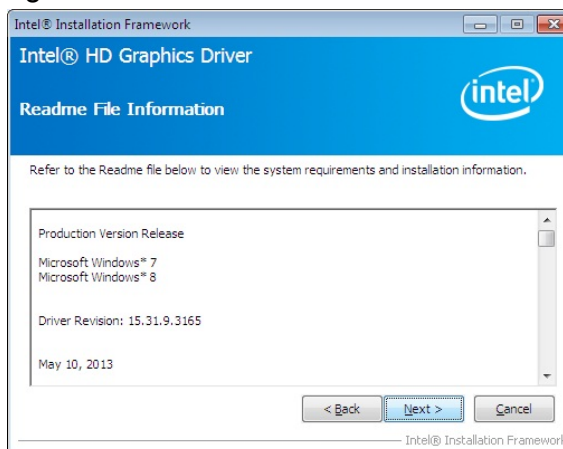 Intel® Installation Framework
Intel® HD Graphics Driver
intel
Readme File Information
Refer to the Readme file below to view the system requirements and installation information.
Production Version Release
Microsoft Windows* 7
Microsoft Windows* 8
Driver Revision: 15.31.9.3165
May 10, 2013
< Back Next > Cancel
Intel® Installation Framework